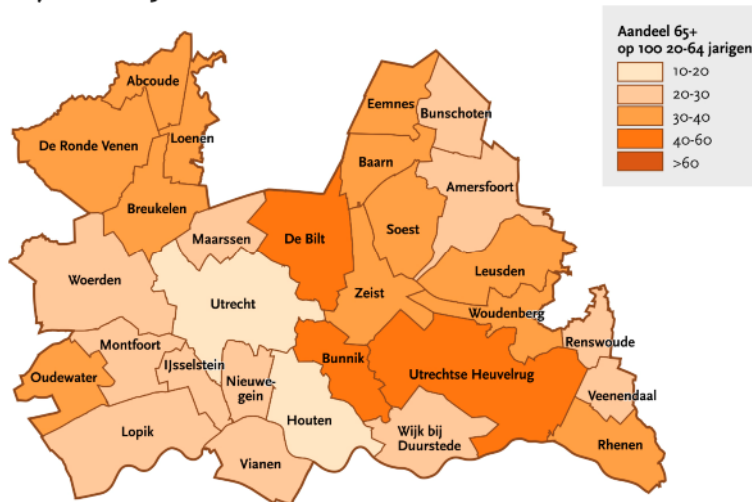 Aandeel 65+
op 100 20-64 jarigen
10-20
20-30
30-40
40-60
>60
Abcoude
Eemnes
Bunschoten
De Ronde Venen
Loenen
Baarn
Amersfoort
Breukelen
Maarssen
De Bilt
Soest
Leusden
Woerden
Utrecht
Zeist
Woudenberg
Renswoude
Montfoort
IJsselstein
Bunnik
Oudewater
Nieuwe-
gein
Utrechtse Heuvelrug
Veenendaal
Houten
Lopik
Wijk bij
Duurstede
Rhenen
Vianen